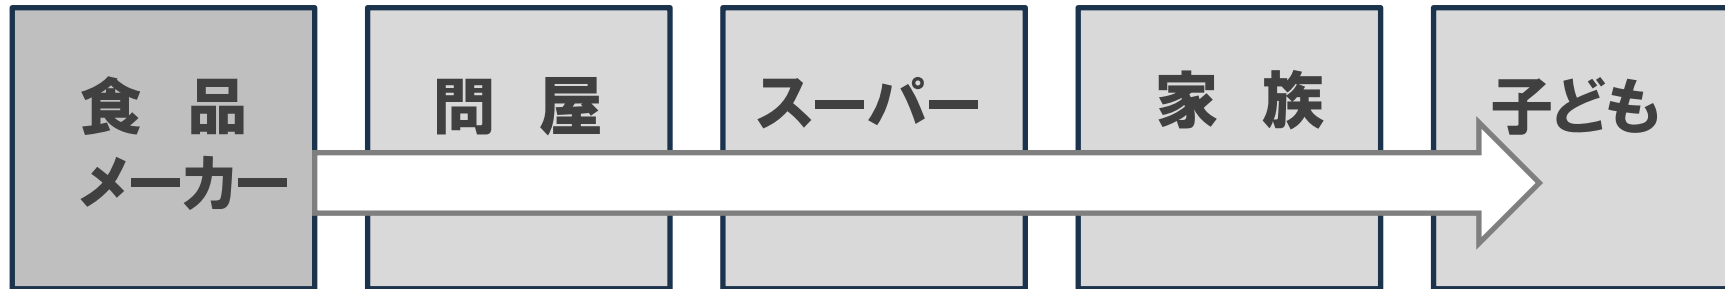 食 品
メーカー
問 屋
スーパー
家 族
子ども